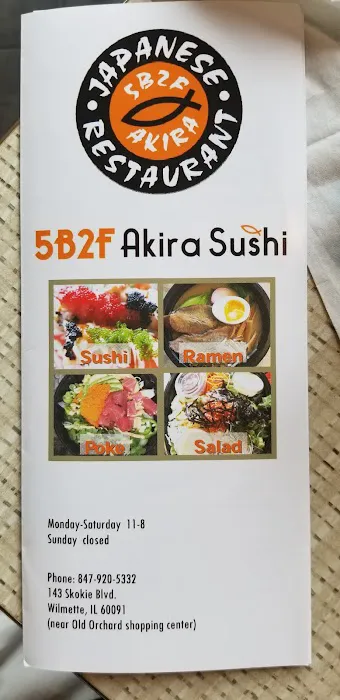 JAPANESE
5B2F
AKIRA
RESTAURANT
5B2F Akira Sushi
Sushi
Ramen
Poke
Salad
Monday-Saturday 11-8
Sunday closed
Phone: 847-920-5332
143 Skokie Blvd.
Wilmette, IL 60091
(near Old Orchard shopping center)